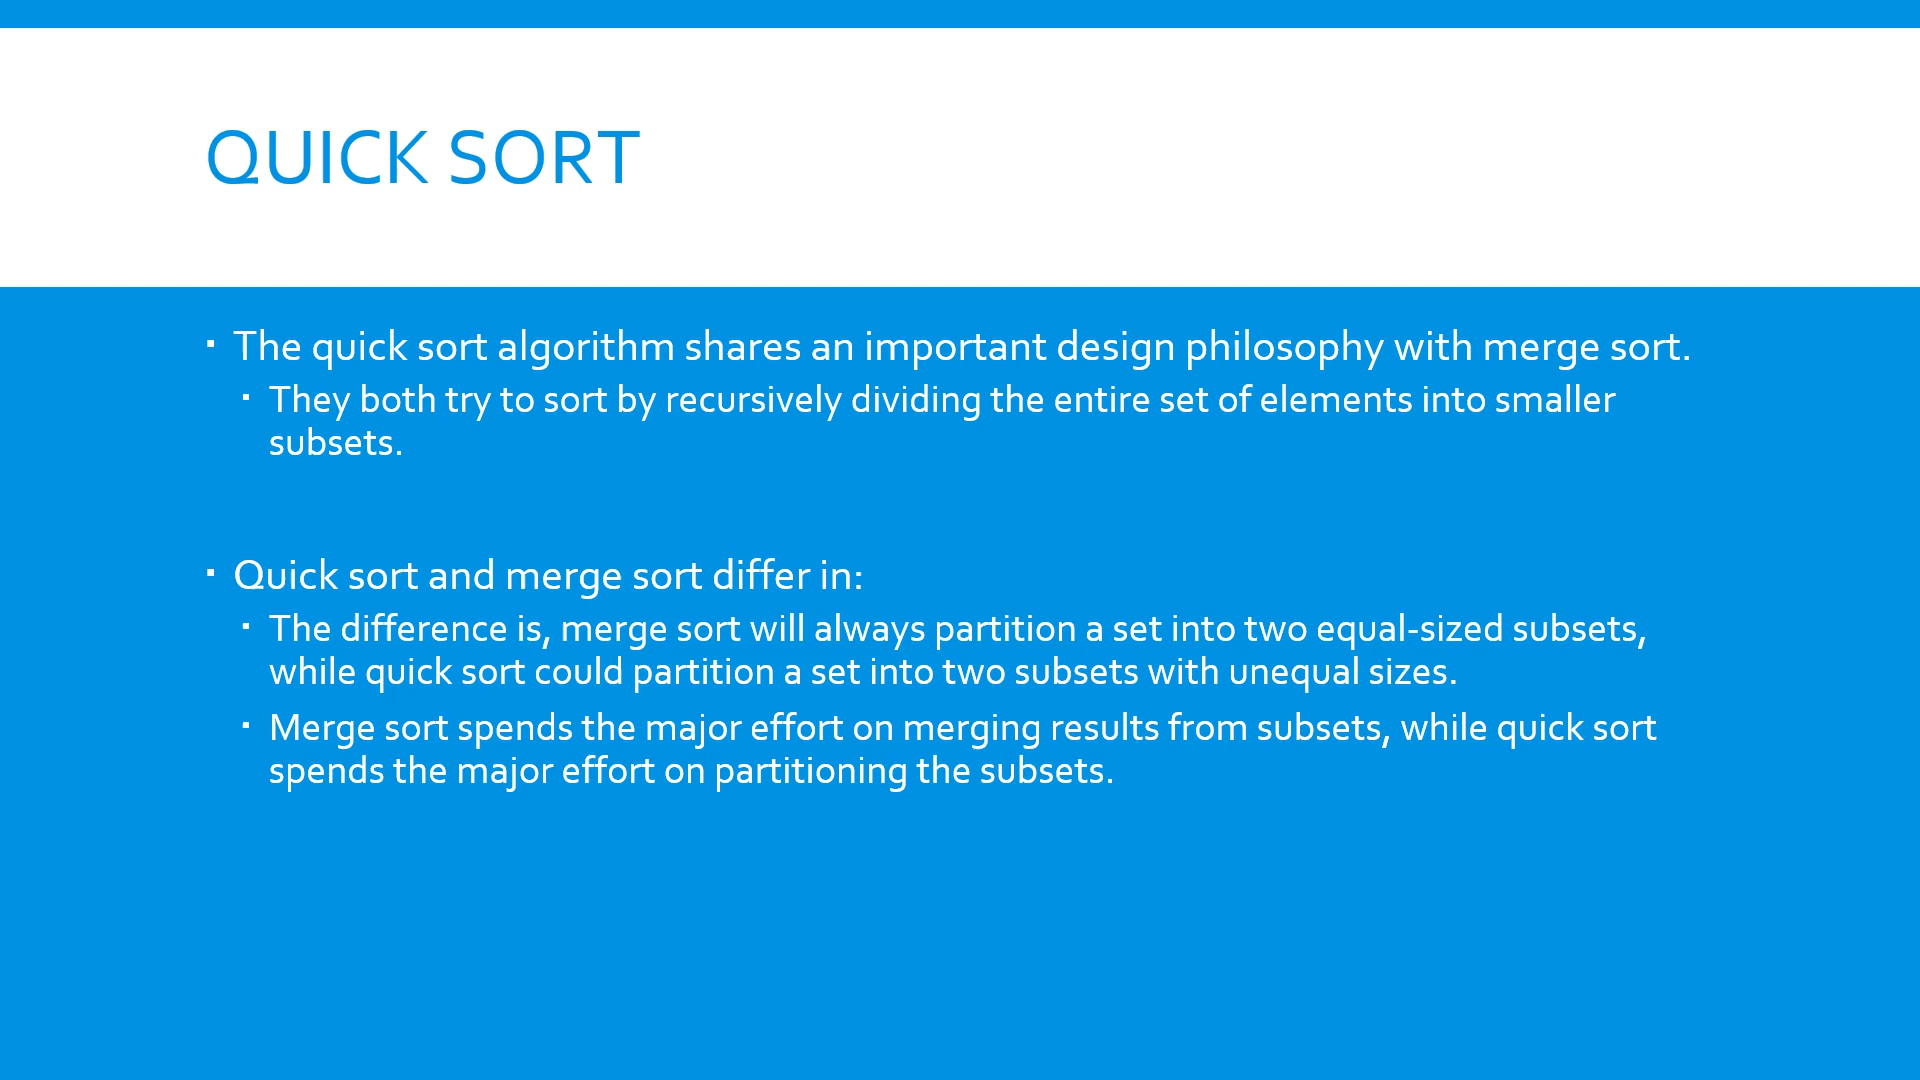 QUICK SORT
▪ The quick sort algorithm shares an important design philosophy with merge sort.
▪ They both try to sort by recursively dividing the entire set of elements into smaller
subsets.
▪ Quick sort and merge sort differ in:
▪ The difference is, merge sort will always partition a set into two equal-sized subsets,
while quick sort could partition a set into two subsets with unequal sizes.
▪ Merge sort spends the major effort on merging results from subsets, while quick sort
spends the major effort on partitioning the subsets.